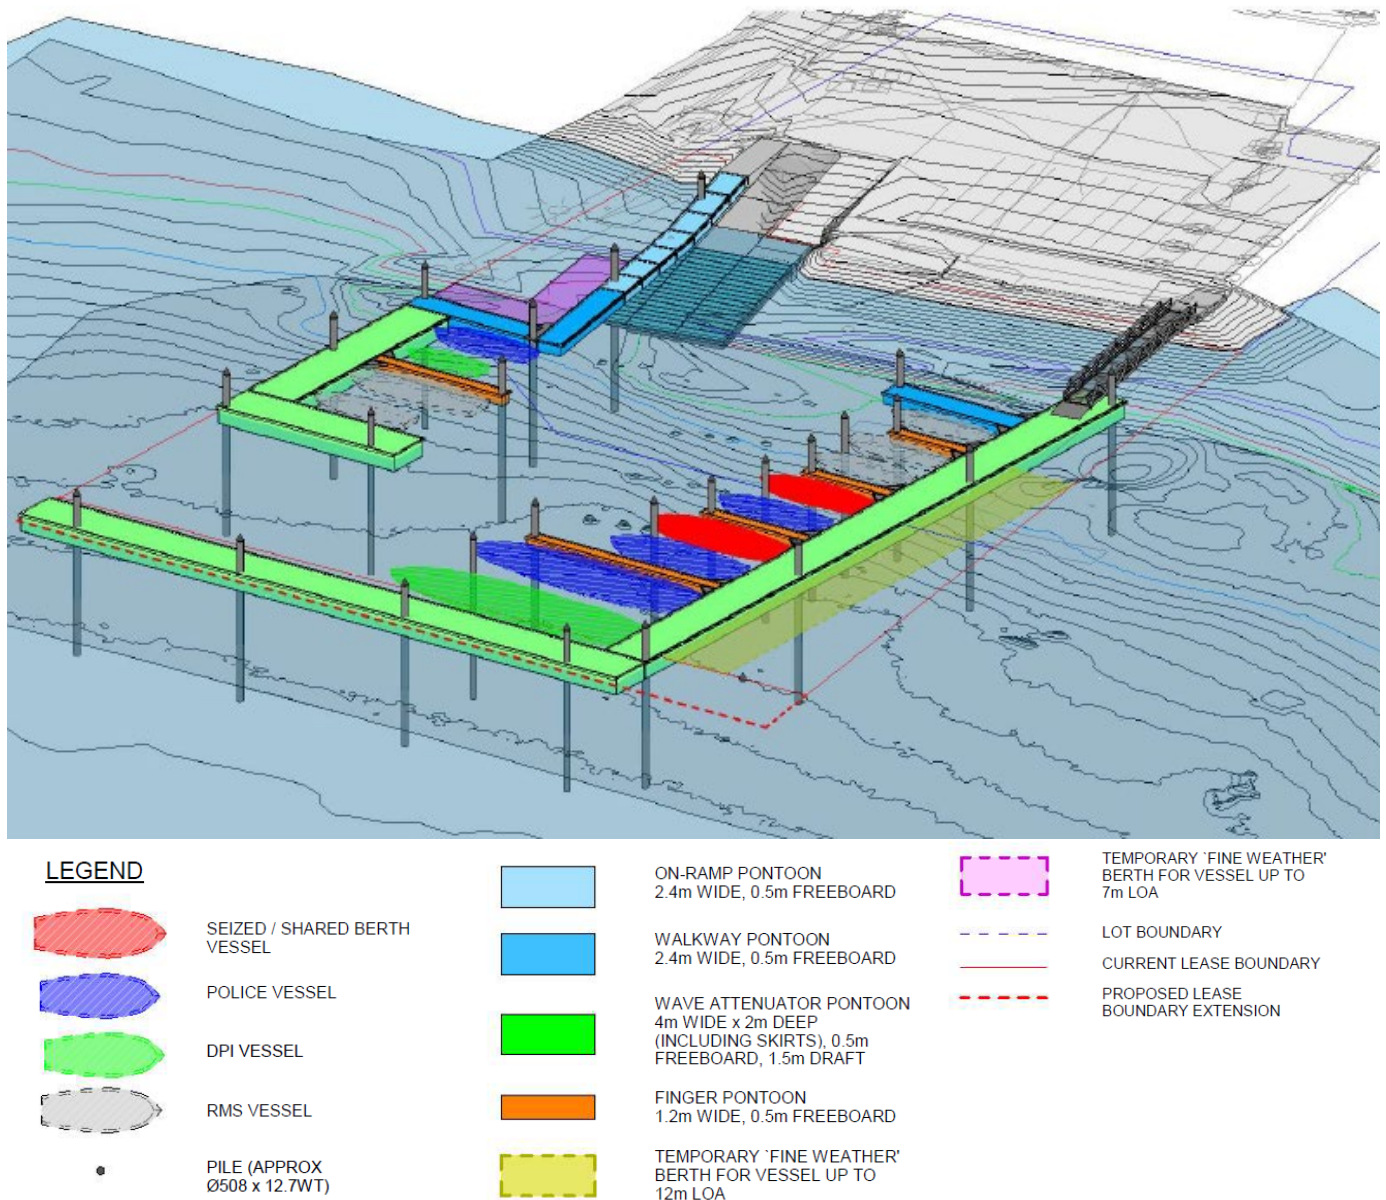 LEGEND
SEIZED / SHARED BERTH
VESSEL
POLICE VESSEL
DPI VESSEL
RMS VESSEL
PILE (APPROX
Ø508 x 12.7WT)
ON-RAMP PONTOON
2.4m WIDE, 0.5m FREEBOARD
WALKWAY PONTOON
2.4m WIDE, 0.5m FREEBOARD
WAVE ATTENUATOR PONTOON
4m WIDE x 2m DEEP
(INCLUDING SKIRTS), 0.5m
FREEBOARD, 1.5m DRAFT
FINGER PONTOON
1.2m WIDE, 0.5m FREEBOARD
TEMPORARY `FINE WEATHER'
BERTH FOR VESSEL UP TO
12m LOA
TEMPORARY `FINE WEATHER'
BERTH FOR VESSEL UP TO
7m LOA
LOT BOUNDARY
CURRENT LEASE BOUNDARY
PROPOSED LEASE
BOUNDARY EXTENSION